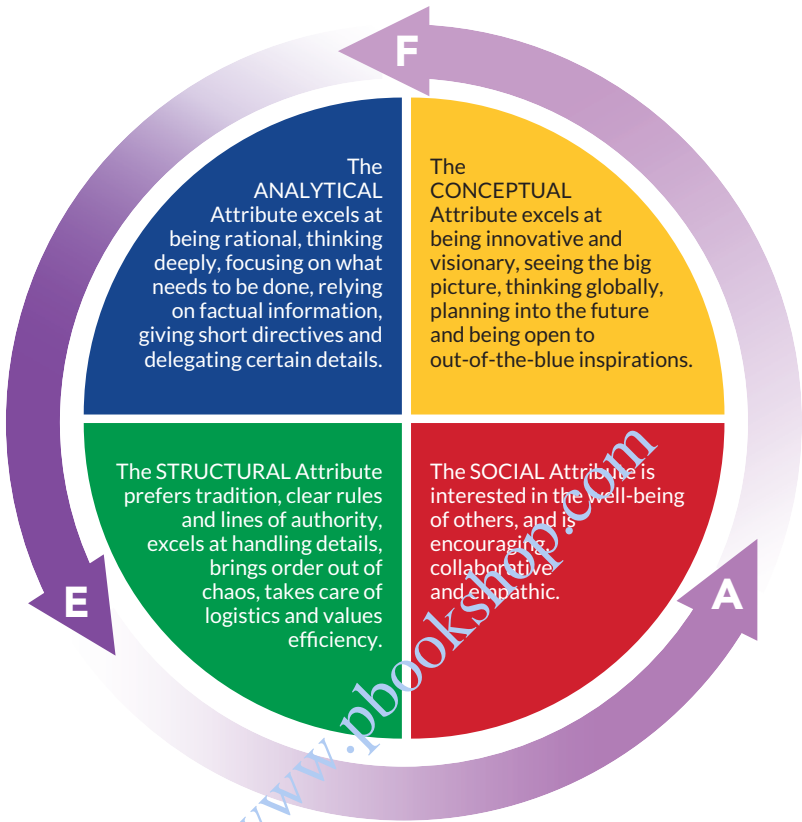 F
The
ANALYTICAL
Attribute excels at
being rational, thinking
deeply, focusing on what
needs to be done, relying
on factual information,
giving short directives and
delegating certain details.
The
CONCEPTUAL
Attribute excels at
being innovative and
visionary, seeing the big
picture, thinking globally,
planning into the future
and being open to
out-of-the-blue inspirations.
The STRUCTURAL Attribute
prefers tradition, clear rules
and lines of authority,
excels at handling details,
brings order out of
chaos, takes care of
logistics and values
efficiency.
The SOCIAL Attribute is
interested in the well-being
of others, and is
encouraging,
collaborative
and empathic.
E
A
www.pbookshop.com